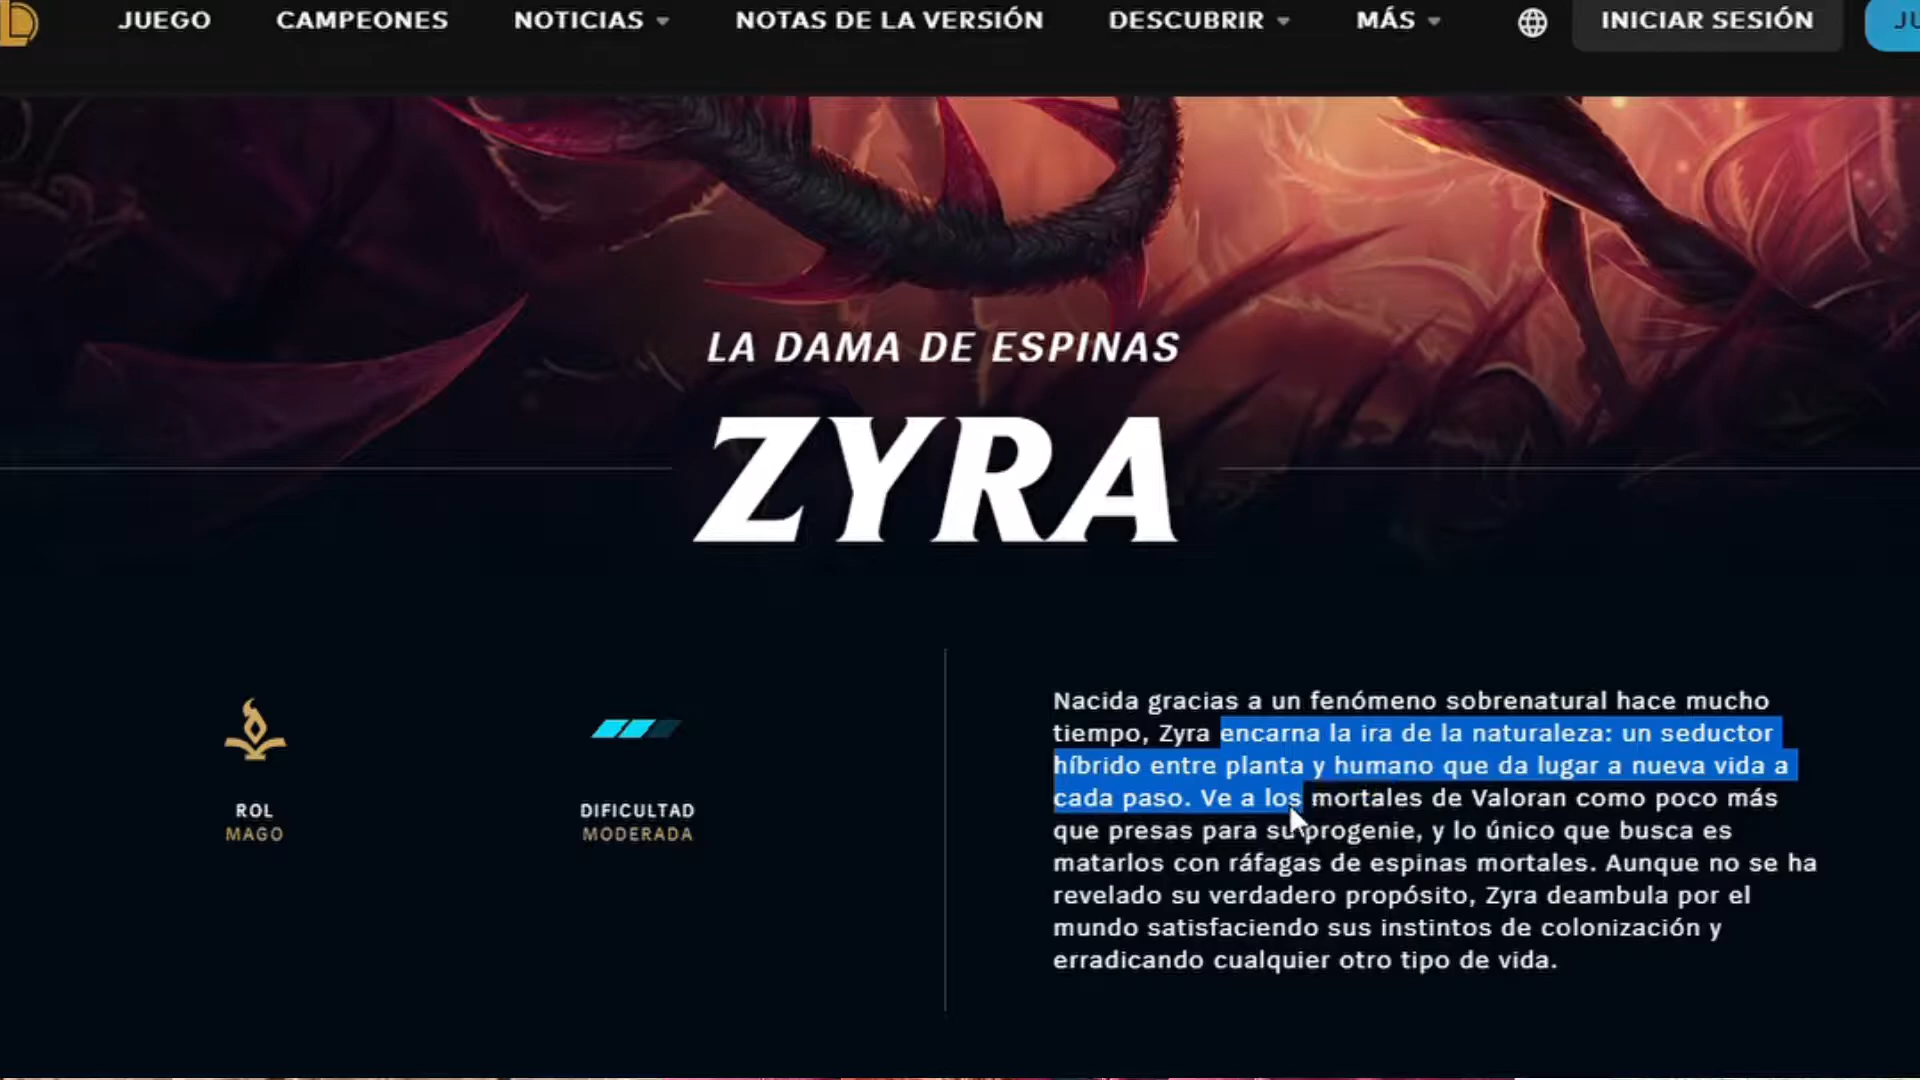 JUEGO CAMPEONES NOTICIAS NOTAS DE LA VERSIÓN DESCUBRIR MÁS INICIAR SESIÓN
LA DAMA DE ESPINAS
ZYRA
ROL
MAGO
DIFICULTAD
MODERADA
Nacida gracias a un fenómeno sobrenatural hace mucho
tiempo, Zyra encarna la ira de la naturaleza: un seductor
híbrido entre planta y humano que da lugar a nueva vida a
cada paso. Ve a los mortales de Valoran como poco más
que presas para su progenie, y lo único que busca es
matarlos con ráfagas de espinas mortales. Aunque no se ha
revelado su verdadero propósito, Zyra deambula por el
mundo satisfaciendo sus instintos de colonización y
erradicando cualquier otro tipo de vida.